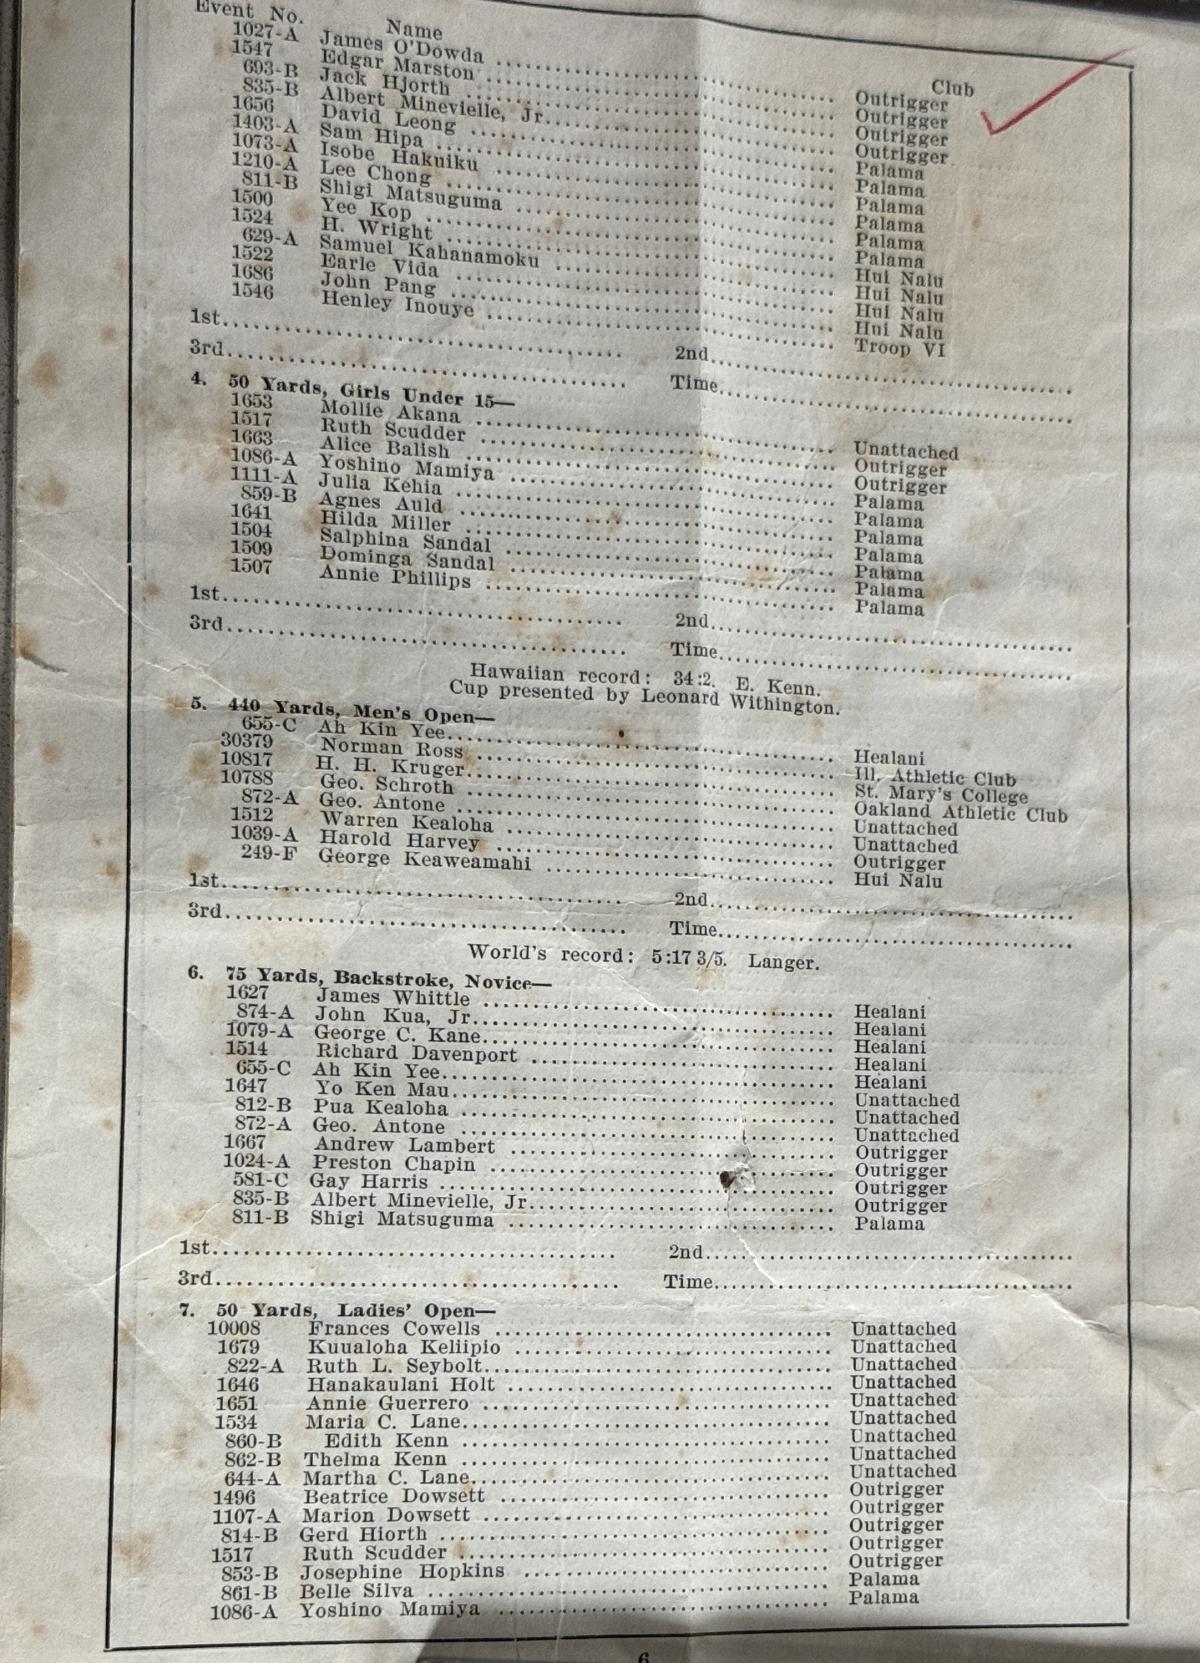 Event No. Name Club
1027-A James O'Dowda ........ Outrigger
1547 Edgar Marston ........ Outrigger
693-B Jack Hjorth ........ Outrigger
835-B Albert Minevielle, Jr. ........ Outrigger
1656 David Leong ........ Palama
1403-A Sam Hipa ........ Palama
1073-A Isobe Hakuiku ........ Palama
1210-A Lee Chong ........ Palama
811-B Shigi Matsuguma ........ Palama
1500 Yee Kop ........ Palama
1524 H. Wright ........ Hui Nalu
629-A Samuel Kahanamoku ........ Hui Nalu
1522 Earle Vida ........ Hui Nalu
1686 John Pang ........ Hui Nalu
1546 Henley Inouye ........ Troop VI
1st........ 2nd........
3rd........ Time........
4. 50 Yards, Girls Under 15—
1653 Mollie Akana ........ Unattached
1517 Ruth Scudder ........ Outrigger
1663 Alice Balish ........ Outrigger
1086-A Yoshino Mamiya ........ Palama
1111-A Julia Kehia ........ Palama
859-B Agnes Auld ........ Palama
1641 Hilda Miller ........ Palama
1504 Salphina Sandal ........ Palama
1509 Dominga Sandal ........ Palama
1507 Annie Phillips ........ Palama
1st........ 2nd........
3rd........ Time........
Hawaiian record: 34:2. E. Kenn.
Cup presented by Leonard Withington.
5. 440 Yards, Men's Open—
655-C Ah Kin Yee ........ Healani
30379 Norman Ross ........ Ill. Athletic Club
10817 H. H. Kruger ........ St. Mary's College
10788 Geo. Schroth ........ Oakland Athletic Club
872-A Geo. Antone ........ Unattached
1512 Warren Kealoha ........ Unattached
1039-A Harold Harvey ........ Outrigger
249-F George Keaweamahi ........ Hui Nalu
1st........ 2nd........
3rd........ Time........
World's record: 5:17 3/5. Langer.
6. 75 Yards, Backstroke, Novice—
1627 James Whittle ........ Healani
874-A John Kua, Jr. ........ Healani
1079-A George C. Kane ........ Healani
1514 Richard Davenport ........ Healani
655-C Ah Kin Yee ........ Healani
1647 Yo Ken Mau ........ Unattached
812-B Pua Kealoha ........ Unattached
872-A Geo. Antone ........ Unattached
1667 Andrew Lambert ........ Outrigger
1024-A Preston Chapin ........ Outrigger
581-C Gay Harris ........ Outrigger
835-B Albert Minevielle, Jr. ........ Outrigger
811-B Shigi Matsuguma ........ Palama
1st........ 2nd........
3rd........ Time........
7. 50 Yards, Ladies' Open—
10008 Frances Cowells ........ Unattached
1679 Kuualoha Keliipio ........ Unattached
822-A Ruth L. Seybolt ........ Unattached
1646 Hanakaulani Holt ........ Unattached
1651 Annie Guerrero ........ Unattached
1534 Maria C. Lane ........ Unattached
860-B Edith Kenn ........ Unattached
862-B Thelma Kenn ........ Unattached
644-A Martha C. Lane ........ Unattached
1496 Beatrice Dowsett ........ Outrigger
1107-A Marion Dowsett ........ Outrigger
814-B Gerd Hiorth ........ Outrigger
1517 Ruth Scudder ........ Outrigger
853-B Josephine Hopkins ........ Outrigger
861-B Belle Silva ........ Palama
1086-A Yoshino Mamiya ........ Palama
6